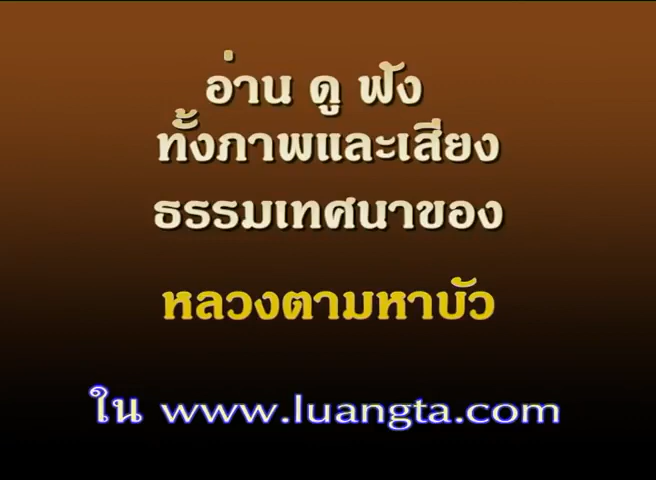 อ่าน ดู ฟัง
ทั้งภาพและเสียง
ธรรมเทศนาของ
หลวงตามหาบัว
ใน www.luangta.com